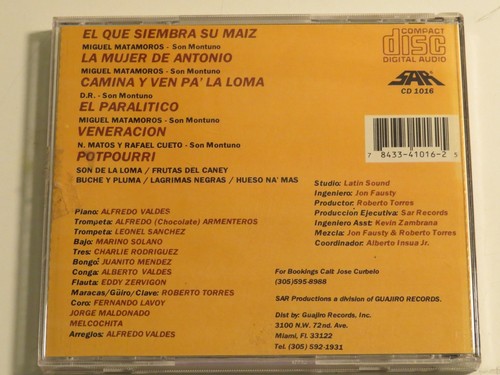 EL QUE SIEMBRA SU MAIZ
MIGUEL MATAMOROS - Son Montuno
LA MUJER DE ANTONIO
MIGUEL MATAMOROS - Son Montuno
CAMINA Y VEN PA' LA LOMA
D.R. - Son Montuno
EL PARALITICO
MIGUEL MATAMOROS - Son Montuno
VENERACION
N. MATOS Y RAFAEL CUETO - Son Montuno
POTPOURRI
SON DE LA LOMA / FRUTAS DEL CANEY
BUCHE Y PLUMA / LAGRIMAS NEGRAS / HUESO NA' MAS
Piano: ALFREDO VALDES
Trompeta: ALFREDO (Chocolate) ARMENTEROS
Trompeta: LEONEL SANCHEZ
Bajo: MARINO SOLANO
Tres: CHARLIE RODRIGUEZ
Bongo: JUANITO MENDEZ
Conga: ALBERTO VALDES
Flauta: EDDY ZERVIGON
Maracas/Güiro/Clave: ROBERTO TORRES
Coro: FERNANDO LAVOY
JORGE MALDONADO
MELCOCHITA
Arreglos: ALFREDO VALDES
COMPACT
disc
DIGITAL AUDIO
SAR
CD 1016
7 8433-41016-2 5
Studio: Latin Sound
Ingeniero: Jon Fausty
Productor: Roberto Torres
Producción Ejecutiva: Sar Records
Ingeniero Asst: Kevin Zambrana
Mezcla: Jon Fausty & Roberto Torres
Coordinador: Alberto Insua Jr.
For Bookings Call: Jose Curbelo
(305)595-8988
SAR Productions a division of GUAJIRO RECORDS.
Dist by: Guajiro Records, Inc.
3100 N.W. 72nd Ave.
Miami, Fl. 33122
Tel. (305) 592-1931